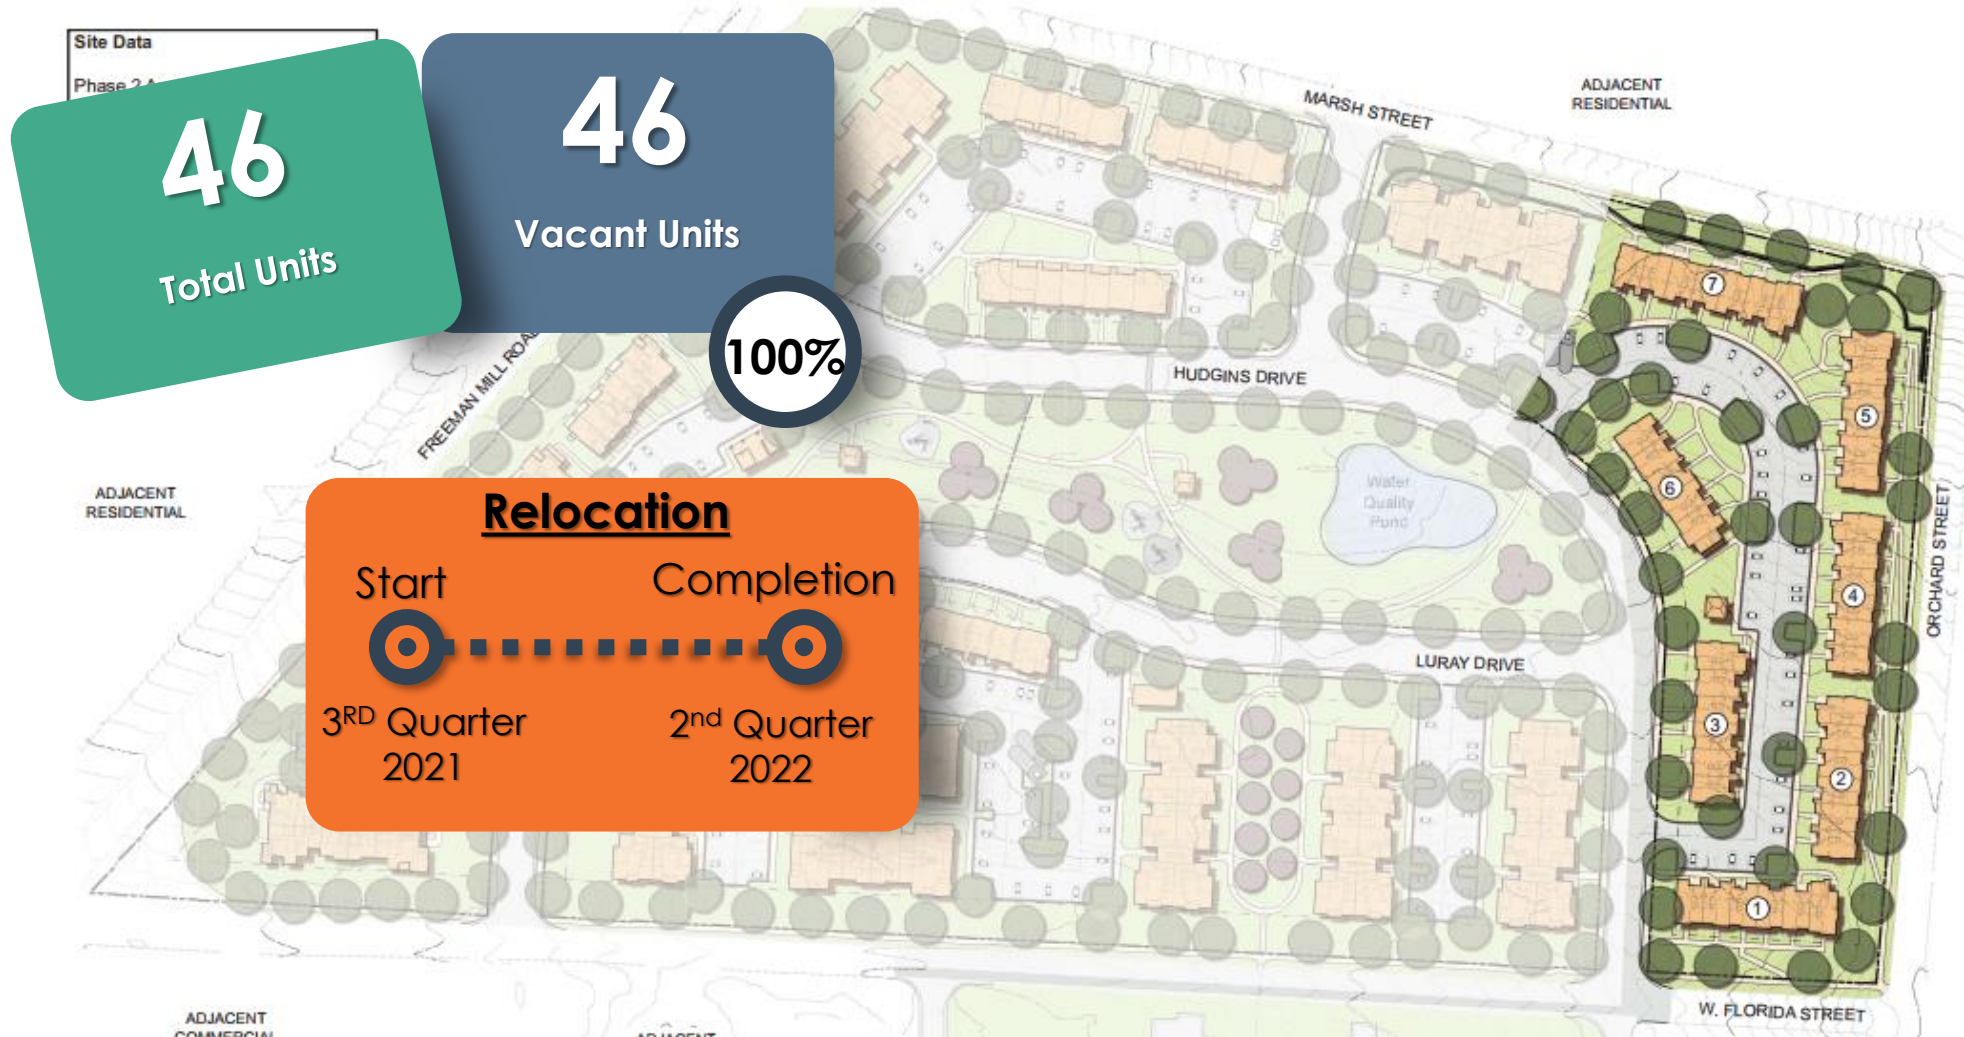 Site Data
Phase 2
46
Total Units
46
Vacant Units
100%
MARSH STREET
ADJACENT
RESIDENTIAL
FREEMAN MILL ROAD
HUDGINS DRIVE
ADJACENT
RESIDENTIAL
Relocation
Start
Completion
3RD Quarter
2021
2nd Quarter
2022
Water
Quality
Pond
LURAY DRIVE
ORCHARD STREET
7
5
6
4
3
2
1
W. FLORIDA STREET
ADJACENT
COMMERCIAL
ADJACENT